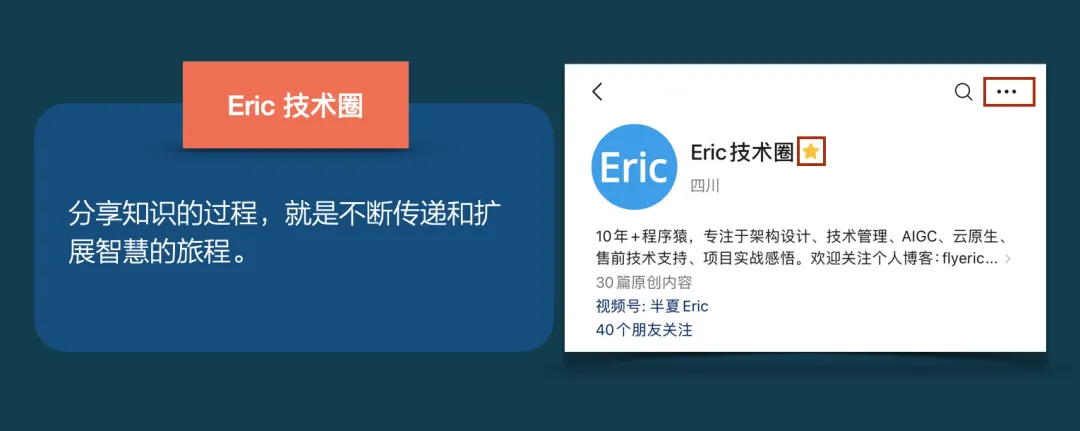 Eric 技术圈
分享知识的过程，就是不断传递和扩
展智慧的旅程。
Eric
Eric技术圈
四川
10年+程序猿，专注于架构设计、技术管理、AIGC、云原生、
售前技术支持、项目实战感悟。欢迎关注个人博客：flyeric...
30篇原创内容
视频号: 半夏Eric
40个朋友关注